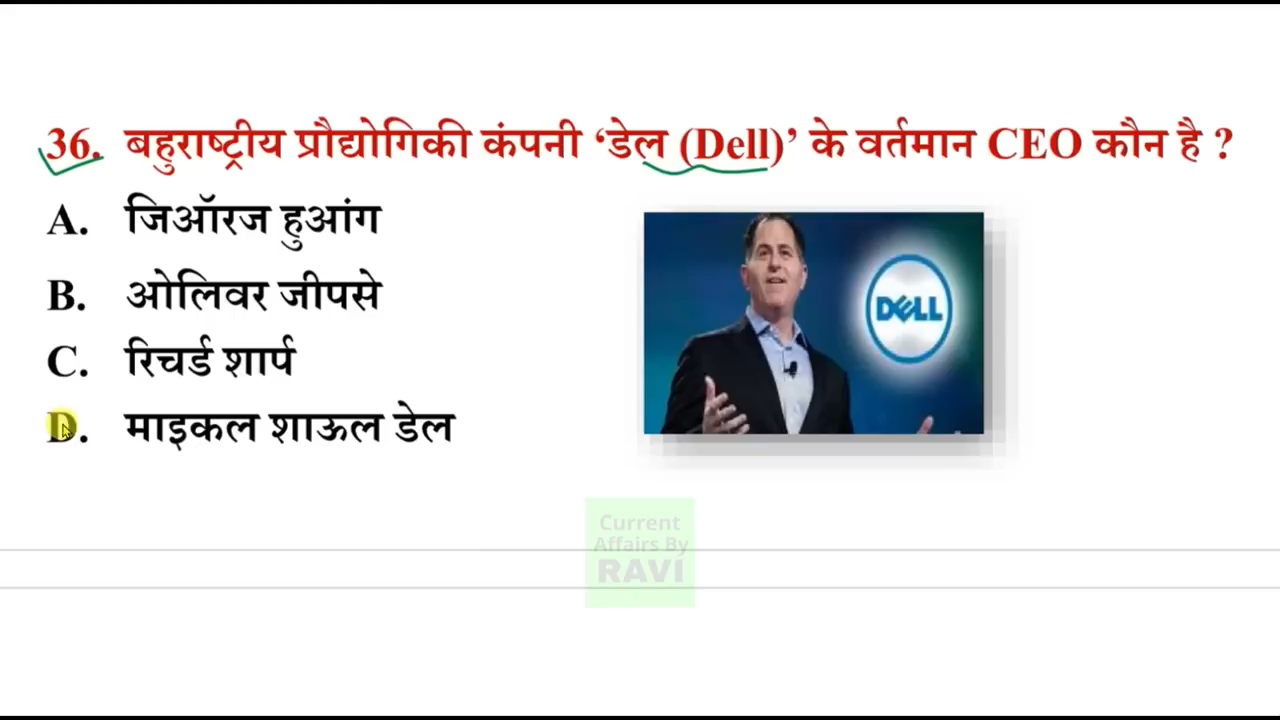 36. बहुराष्ट्रीय प्रौद्योगिकी कंपनी ‘डेल (Dell)’ के वर्तमान CEO कौन है ?
A. जिऑरज हुआंग
B. ओलिवर जीपसे
C. रिचर्ड शार्प
D. माइकल शाऊल डेल
DELL
Current
Affairs By
RAVI